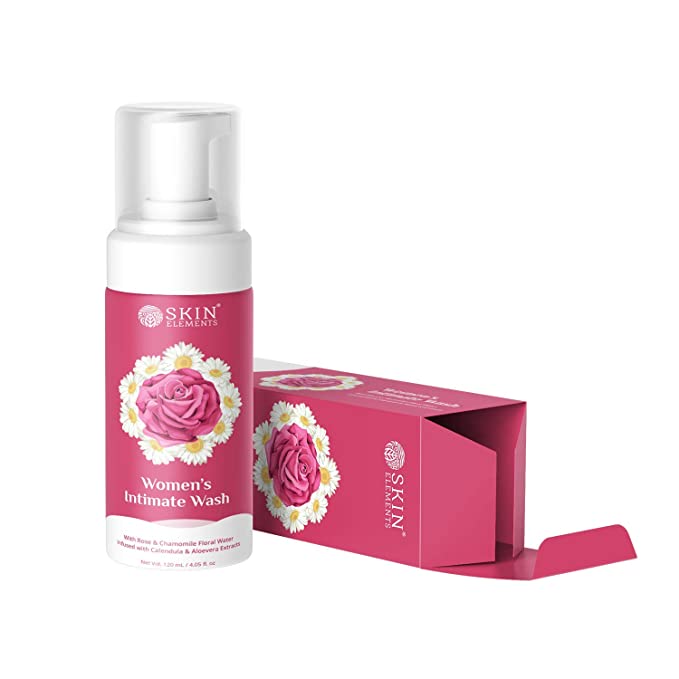 SKIN®
ELEMENTS
Women's
Intimate Wash
With Rose & Chamomile Floral Water
Infused with Calendula & Aloevera Extracts
Net Vol. 120 mL / 4.05 fl. oz
Women's
Intimate Wash
SKIN®
ELEMENTS